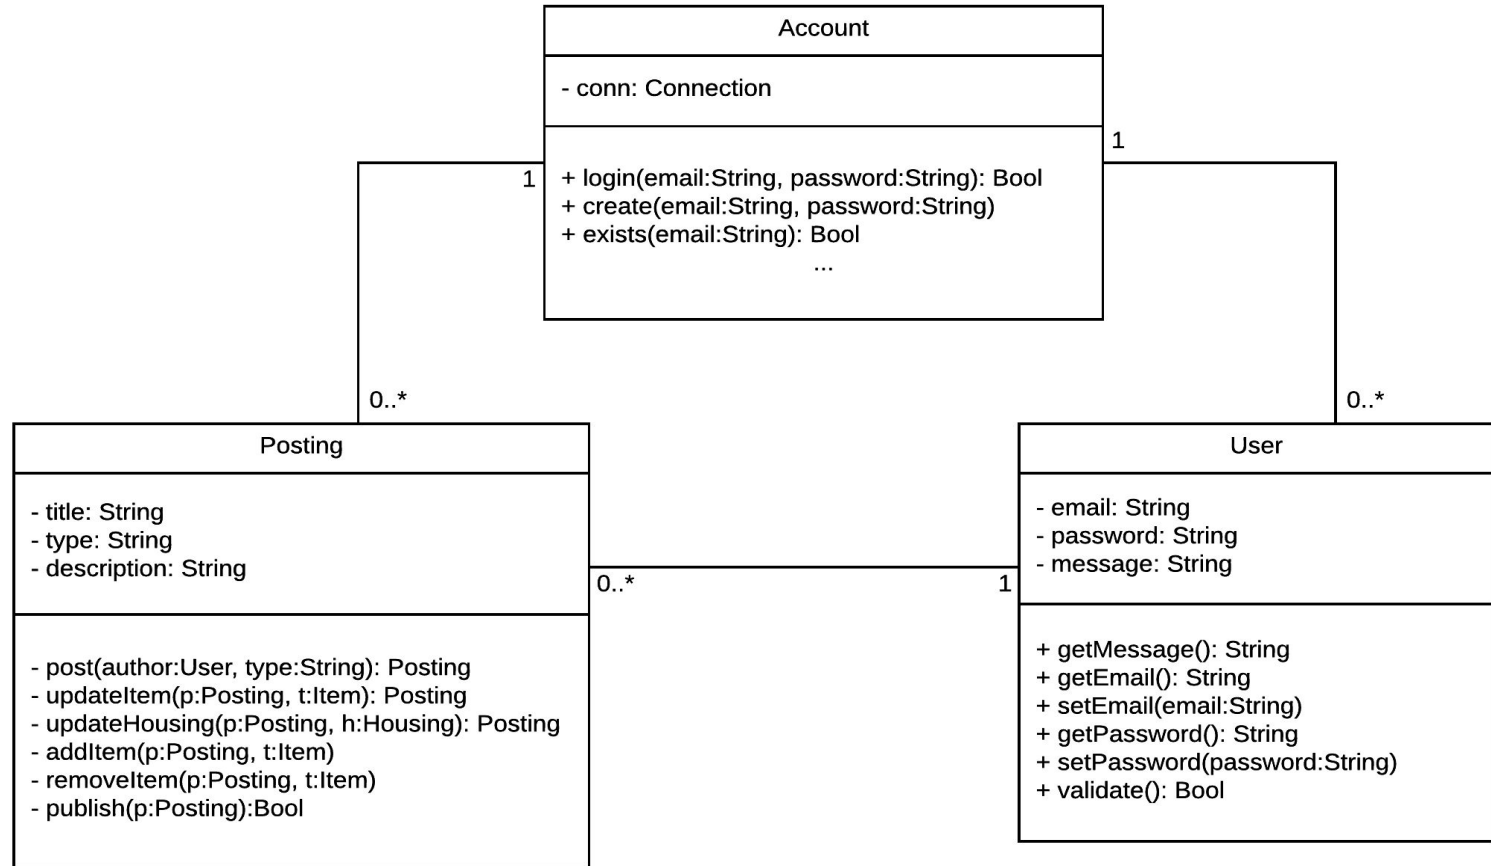 Account
- conn: Connection
+ login(email:String, password:String): Bool
+ create(email:String, password:String)
+ exists(email:String): Bool
...
1
1
0..*
0..*
Posting
- title: String
- type: String
- description: String
- post(author:User, type:String): Posting
- updateItem(p:Posting, t:Item): Posting
- updateHousing(p:Posting, h:Housing): Posting
- addItem(p:Posting, t:Item)
- removeItem(p:Posting, t:Item)
- publish(p:Posting):Bool
0..*
1
User
- email: String
- password: String
- message: String
+ getMessage(): String
+ getEmail(): String
+ setEmail(email:String)
+ getPassword(): String
+ setPassword(password:String)
+ validate(): Bool